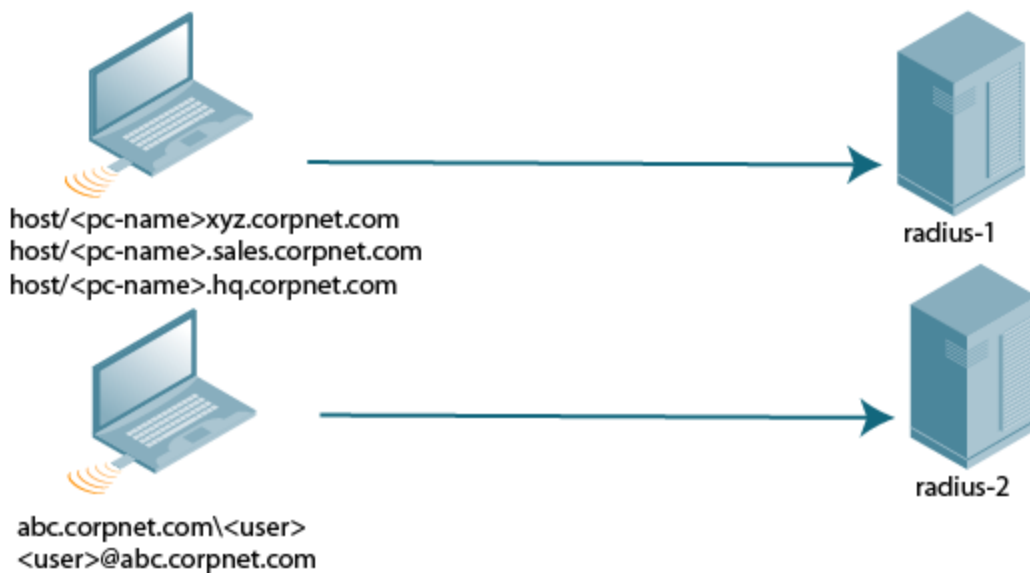 host/<pc-name>xyz.corpnet.com
host/<pc-name>.sales.corpnet.com
host/<pc-name>.hq.corpnet.com
radius-1
abc.corpnet.com\<user>
<user>@abc.corpnet.com
radius-2